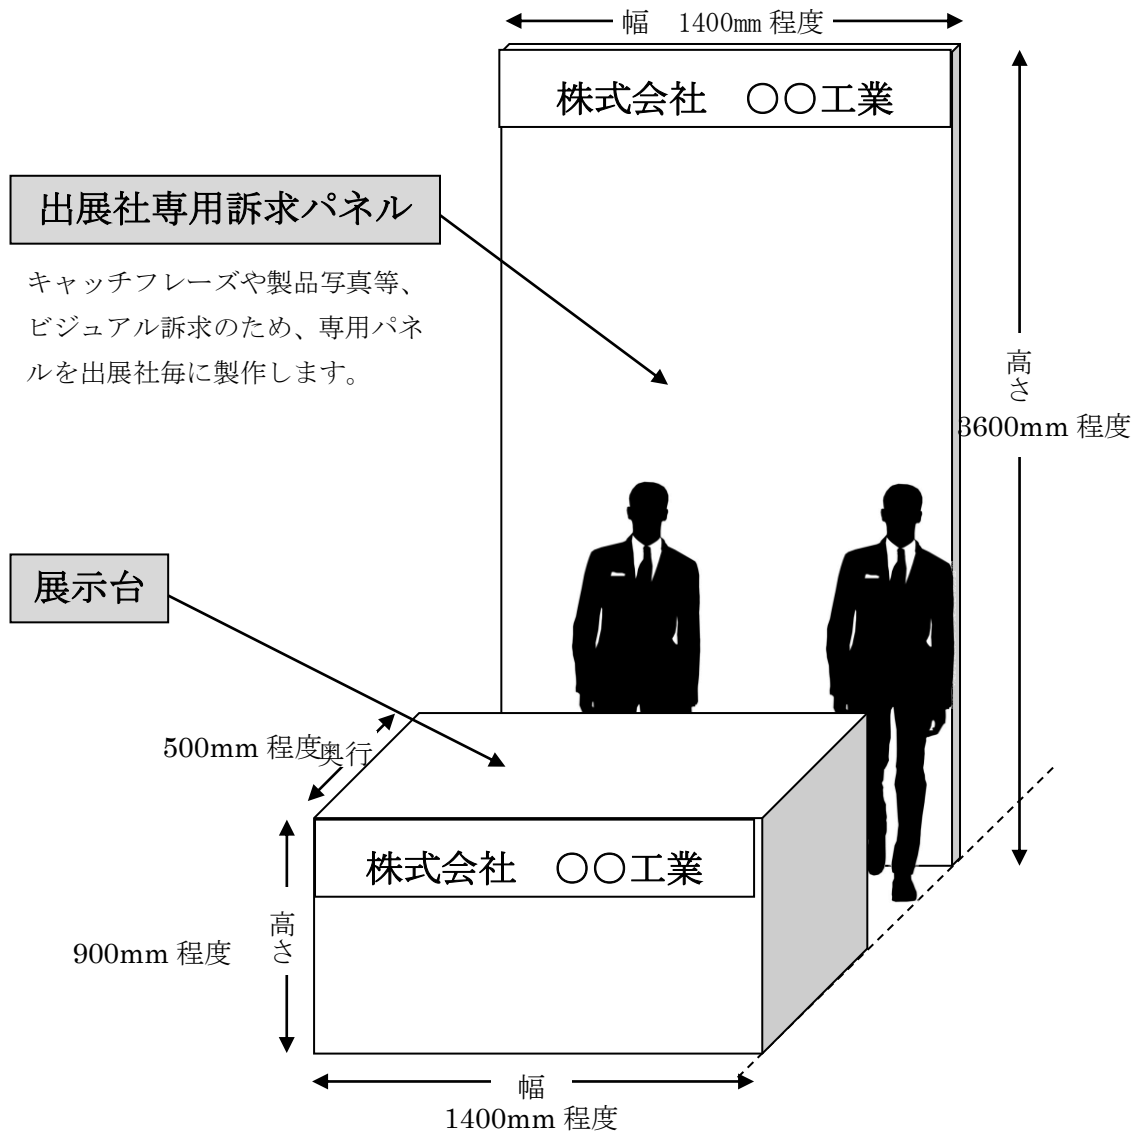 幅　1400㎜ 程度
株式会社　○○工業
出展社専用訴求パネル
キャッチフレーズや製品写真等、
ビジュアル訴求のため、専用パネ
ルを出展社毎に製作します。
高さ
3600mm 程度
展示台
500mm 程度
奥行
株式会社　○○工業
高さ
900mm 程度
幅
1400mm 程度